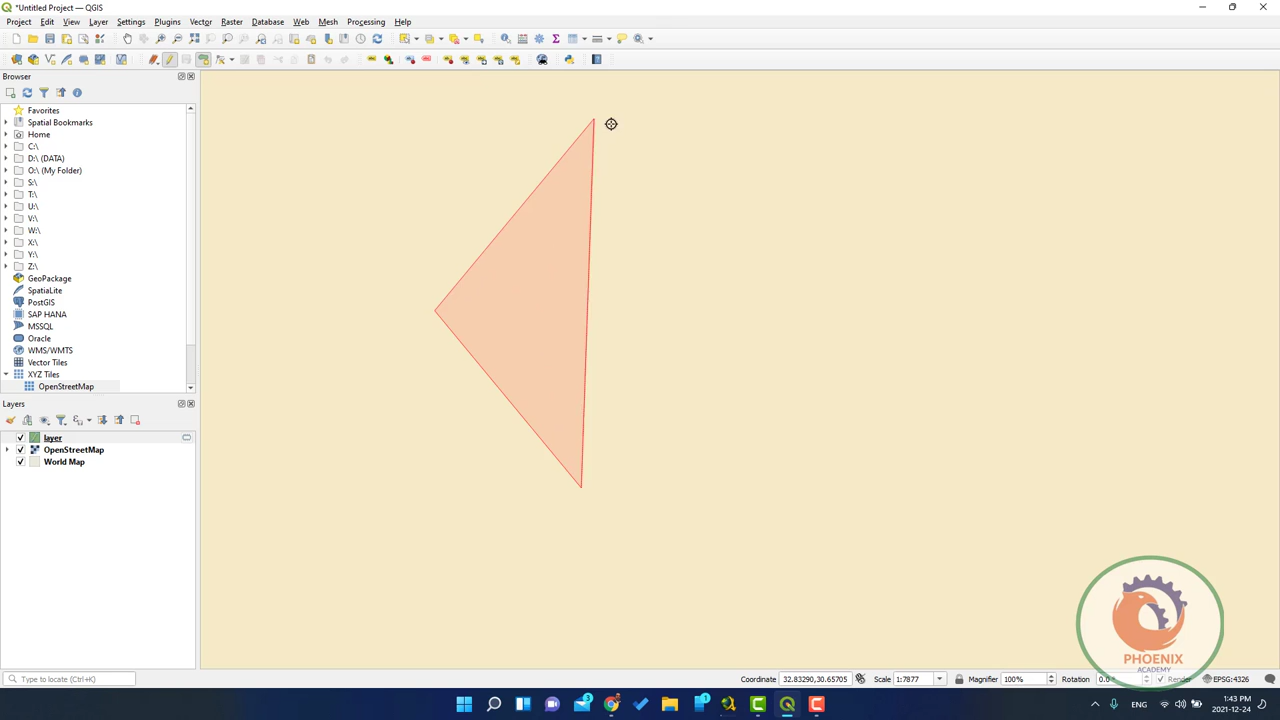 *Untitled Project — QGIS
Project Edit View Layer Settings Plugins Vector Raster Database Web Mesh Processing Help
Browser
Favorites
Spatial Bookmarks
Home
C:\
D:\ (DATA)
O:\ (My Folder)
S:\
T:\
U:\
V:\
W:\
X:\
Y:\
Z:\
GeoPackage
SpatiaLite
PostGIS
SAP HANA
MSSQL
Oracle
WMS/WMTS
Vector Tiles
XYZ Tiles
OpenStreetMap
Layers
layer
OpenStreetMap
World Map
PHOENIX
ACADEMY
Type to locate (Ctrl+K)
Coordinate 32.83290,30.65705 Scale 1:7877 Magnifier 100% Rotation 0.0 Render EPSG:4326
ENG 1:43 PM
2021-12-24